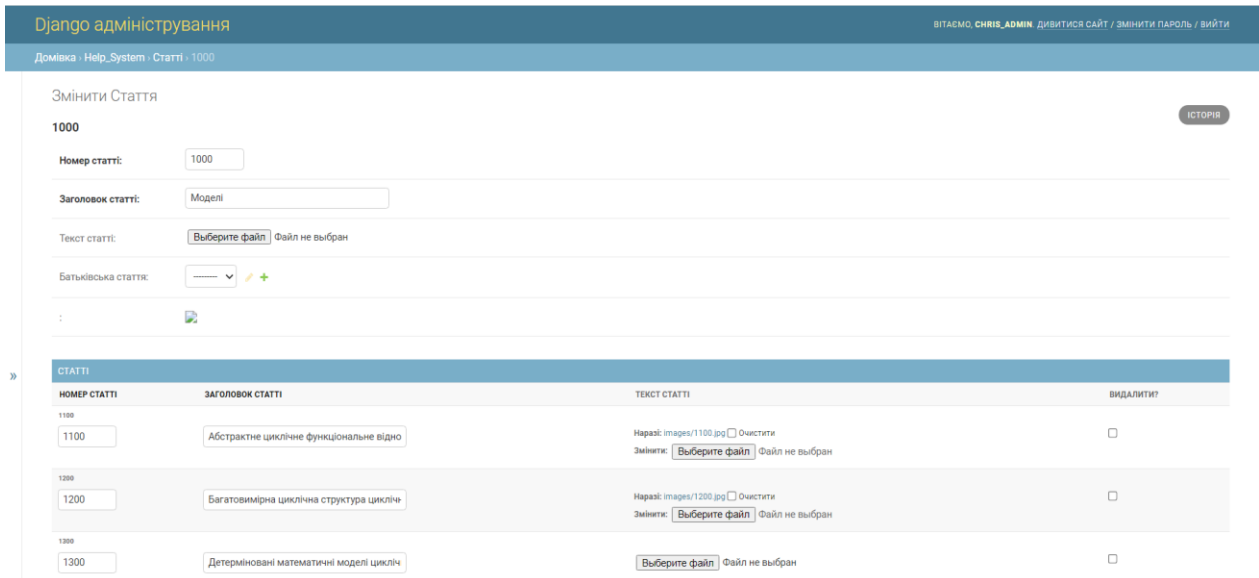 Django адміністрування
ВІТАЄМО, CHRIS_ADMIN. ДИВИТИСЯ САЙТ / ЗМІНИТИ ПАРОЛЬ / ВИЙТИ
Домівка › Help_System › Статті › 1000
Змінити Стаття
ІСТОРІЯ
1000
Номер статті: 1000
Заголовок статті: Моделі
Текст статті: Выберите файл Файл не выбран
Батьківська стаття: ---------
:
»
СТАТТІ
НОМЕР СТАТТІ ЗАГОЛОВОК СТАТТІ ТЕКСТ СТАТТІ ВИДАЛИТИ?
1100
1100 Абстрактне циклічне функціональне відно Наразі: images/1100.jpg Очистити
Змінити: Выберите файл Файл не выбран
1200
1200 Багатовимірна циклічна структура циклічн Наразі: images/1200.jpg Очистити
Змінити: Выберите файл Файл не выбран
1300
1300 Детерміновані математичні моделі цикліч Выберите файл Файл не выбран